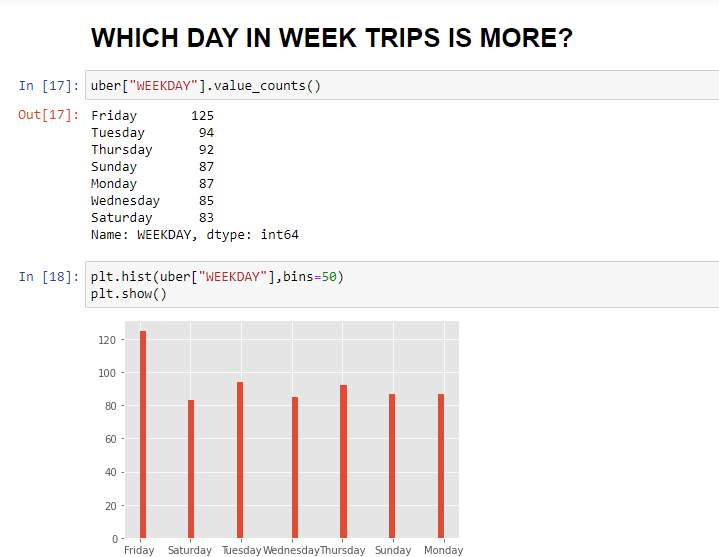 WHICH DAY IN WEEK TRIPS IS MORE?
In [17]: uber["WEEKDAY"].value_counts()
Out[17]: Friday 125
Tuesday 94
Thursday 92
Sunday 87
Monday 87
Wednesday 85
Saturday 83
Name: WEEKDAY, dtype: int64
In [18]: plt.hist(uber["WEEKDAY"],bins=50)
plt.show()
120
100
80
60
40
20
0
Friday Saturday Tuesday Wednesday Thursday Sunday Monday